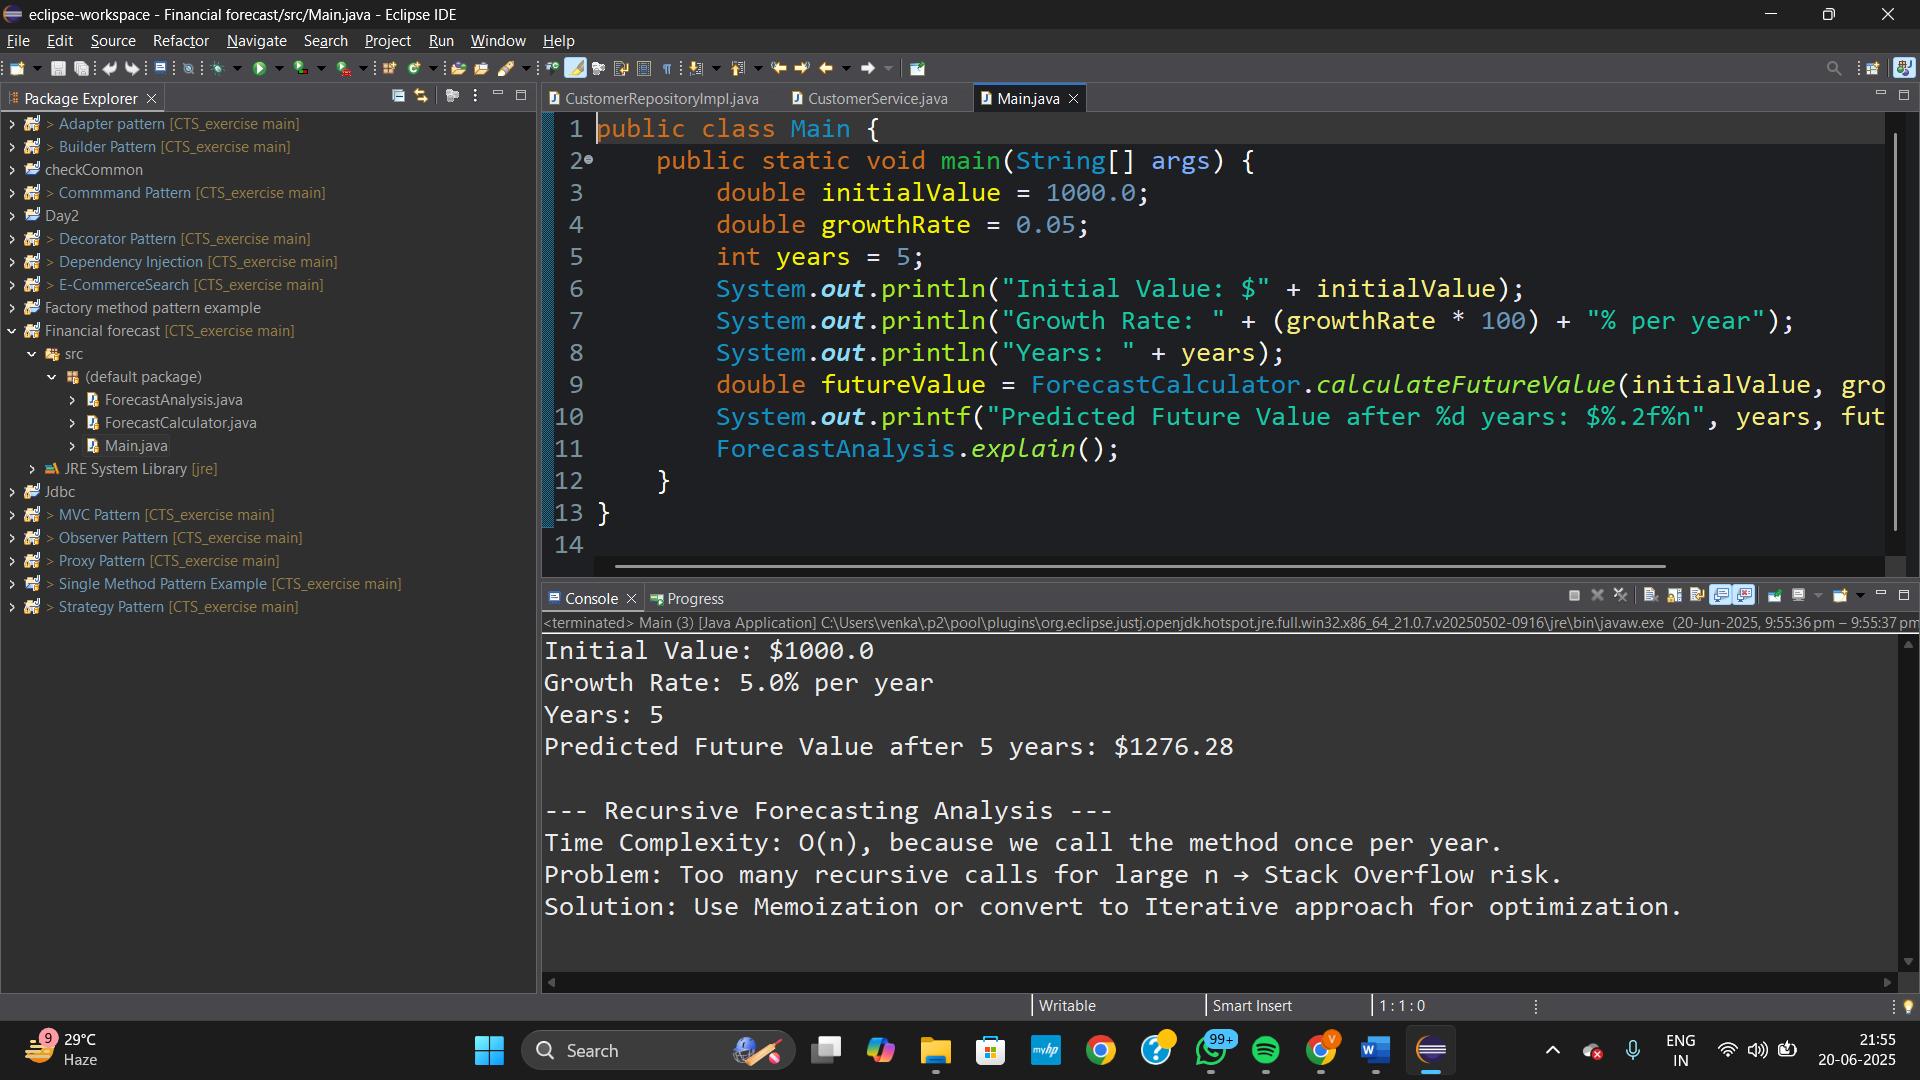 eclipse-workspace - Financial forecast/src/Main.java - Eclipse IDE
File Edit Source Refactor Navigate Search Project Run Window Help
Package Explorer
> Adapter pattern [CTS_exercise main]
> Builder Pattern [CTS_exercise main]
checkCommon
> Commmand Pattern [CTS_exercise main]
Day2
> Decorator Pattern [CTS_exercise main]
> Dependency Injection [CTS_exercise main]
> E-CommerceSearch [CTS_exercise main]
Factory method pattern example
Financial forecast [CTS_exercise main]
src
(default package)
ForecastAnalysis.java
ForecastCalculator.java
Main.java
JRE System Library [jre]
Jdbc
> MVC Pattern [CTS_exercise main]
> Observer Pattern [CTS_exercise main]
> Proxy Pattern [CTS_exercise main]
> Single Method Pattern Example [CTS_exercise main]
> Strategy Pattern [CTS_exercise main]
CustomerRepositoryImpl.java CustomerService.java Main.java
1 public class Main {
2 public static void main(String[] args) {
3 double initialValue = 1000.0;
4 double growthRate = 0.05;
5 int years = 5;
6 System.out.println("Initial Value: $" + initialValue);
7 System.out.println("Growth Rate: " + (growthRate * 100) + "% per year");
8 System.out.println("Years: " + years);
9 double futureValue = ForecastCalculator.calculateFutureValue(initialValue, gro
10 System.out.printf("Predicted Future Value after %d years: $%.2f%n", years, fut
11 ForecastAnalysis.explain();
12 }
13 }
14
Console Progress
<terminated> Main (3) [Java Application] C:\Users\venka\.p2\pool\plugins\org.eclipse.justj.openjdk.hotspot.jre.full.win32.x86_64_21.0.7.v20250502-0916\jre\bin\javaw.exe (20-Jun-2025, 9:55:36 pm – 9:55:37 pm
Initial Value: $1000.0
Growth Rate: 5.0% per year
Years: 5
Predicted Future Value after 5 years: $1276.28
--- Recursive Forecasting Analysis ---
Time Complexity: O(n), because we call the method once per year.
Problem: Too many recursive calls for large n → Stack Overflow risk.
Solution: Use Memoization or convert to Iterative approach for optimization.
Writable Smart Insert 1 : 1 : 0
9 29°C
Haze
Search
myhp
99+
V
W
ENG
IN
21:55
20-06-2025